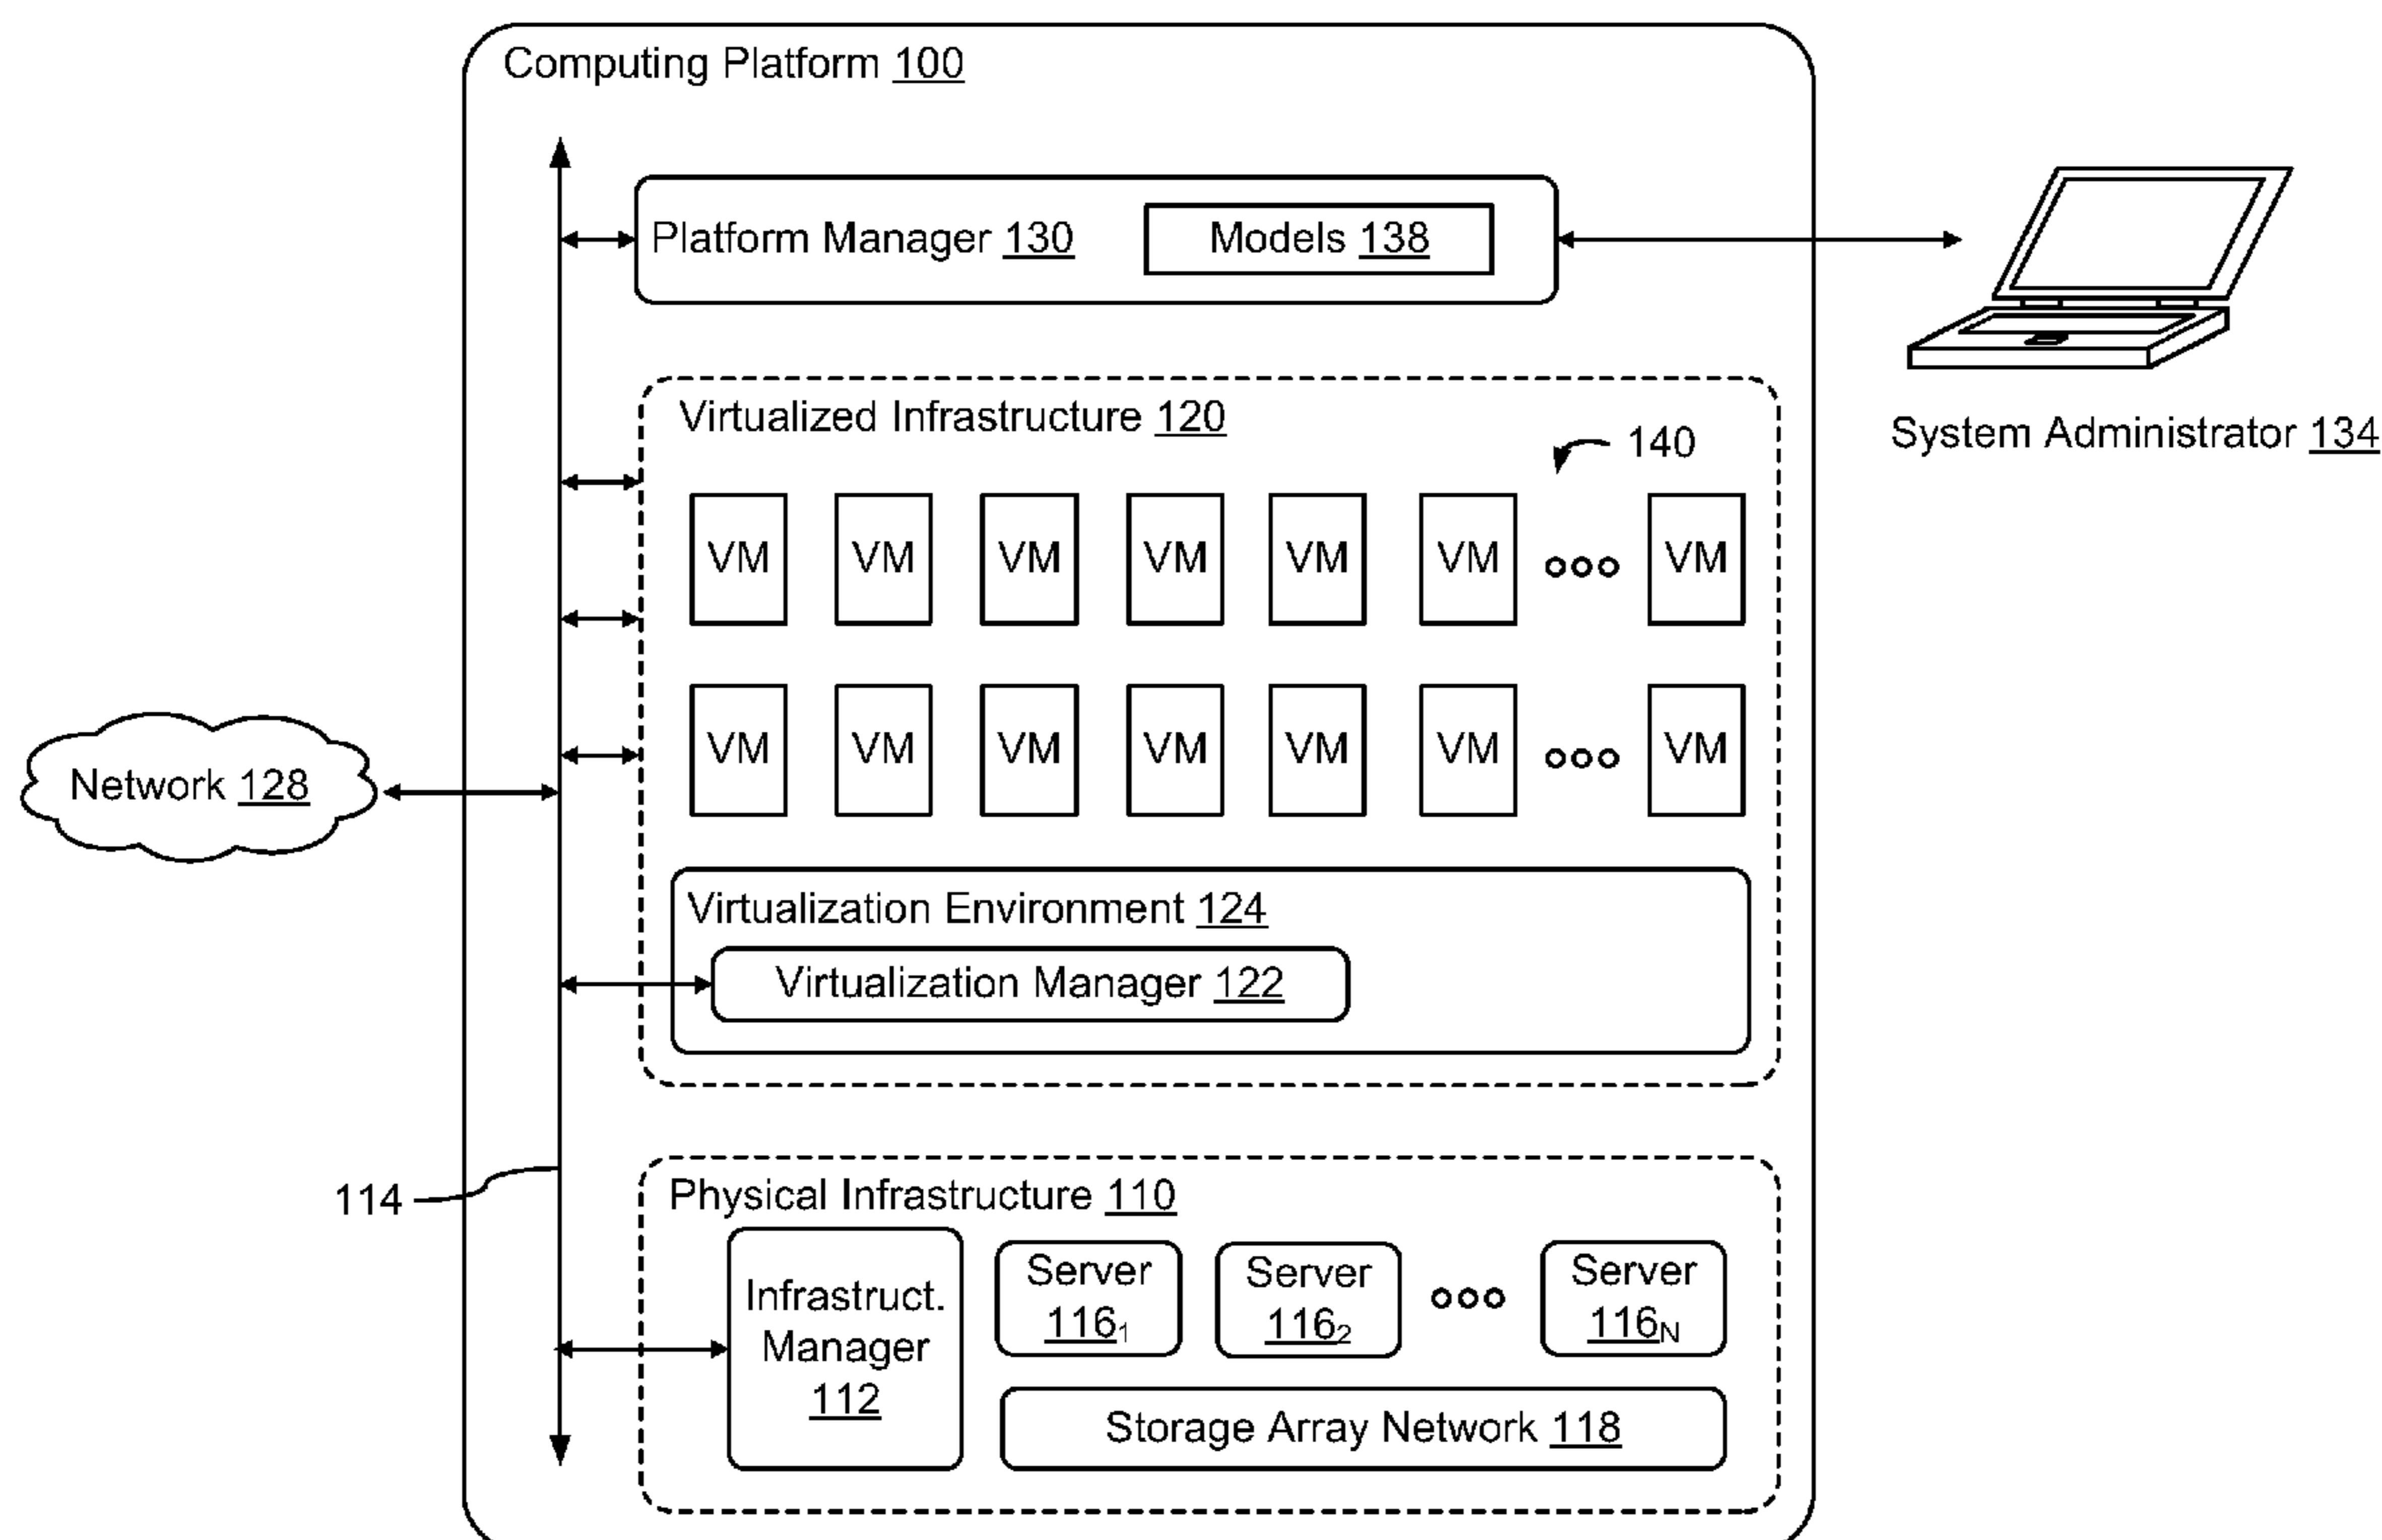 Computing Platform 100
Platform Manager 130
Models 138
System Administrator 134
Virtualized Infrastructure 120
140
VM VM VM VM VM VM VM
VM VM VM VM VM VM VM
Network 128
Virtualization Environment 124
Virtualization Manager 122
114
Physical Infrastructure 110
Infrastruct.
Manager
112
Server
116₁
Server
116₂
Server
116N
Storage Array Network 118